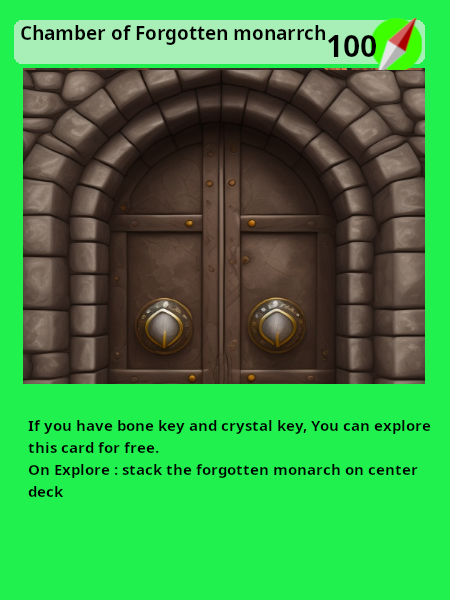 Chamber of Forgotten monarrch
100
If you have bone key and crystal key, You can explore
this card for free.
On Explore : stack the forgotten monarch on center
deck